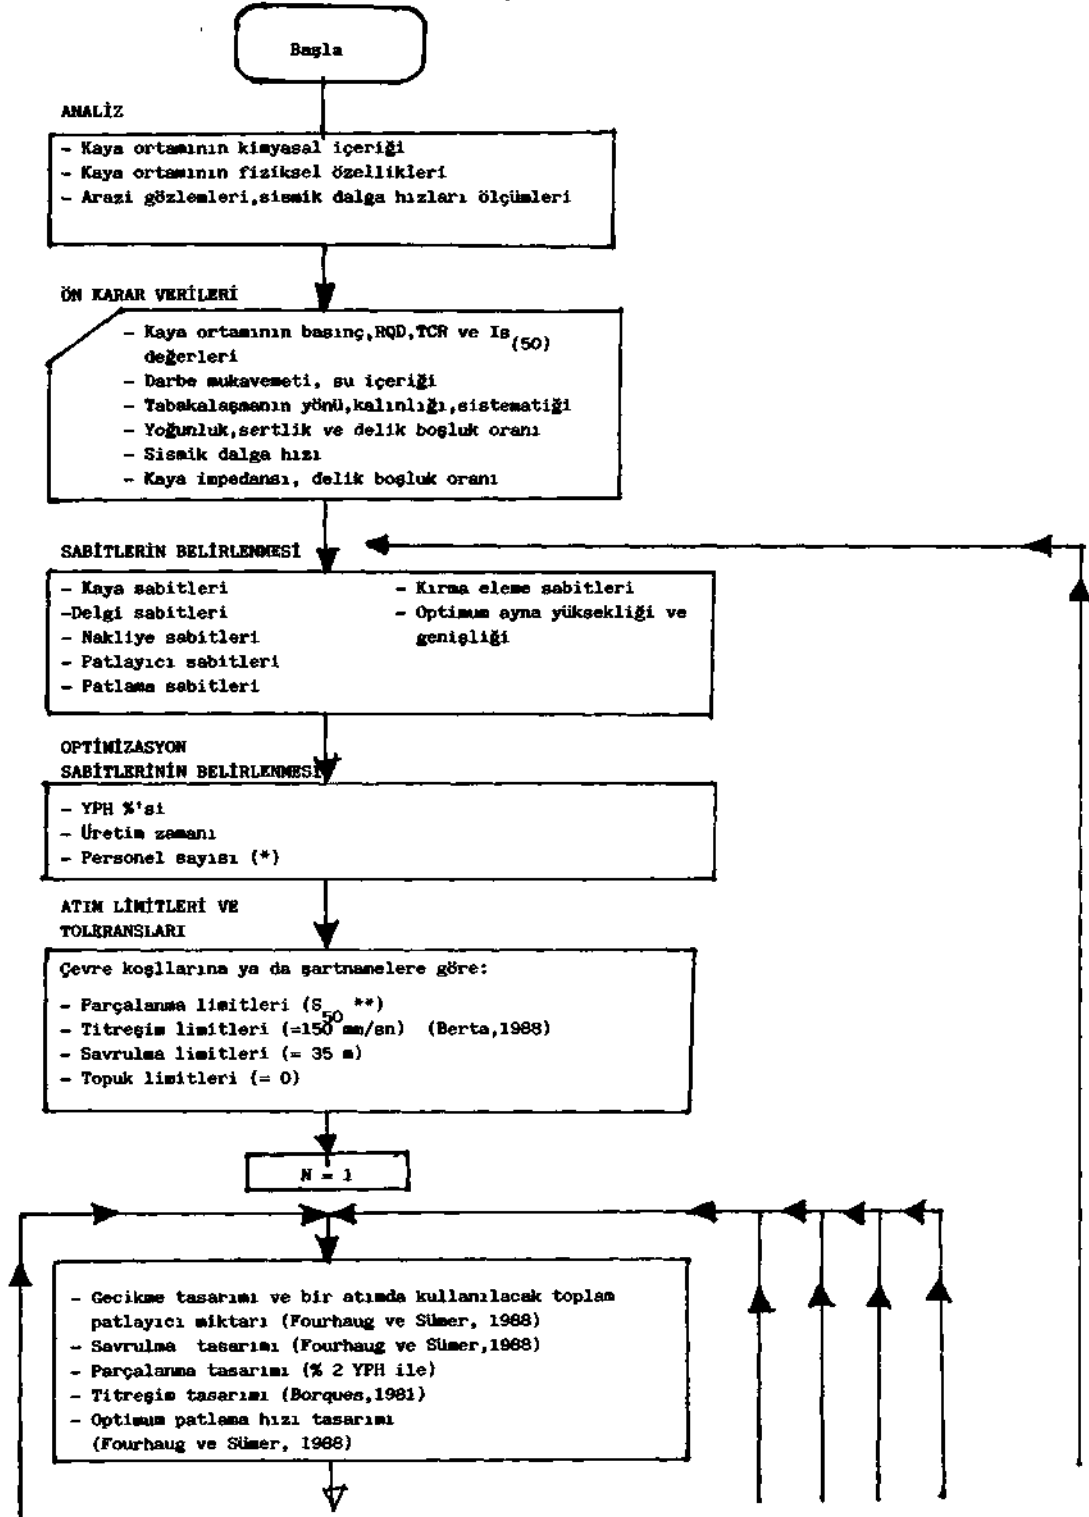 Başla
ANALİZ
- Kaya ortamının kimyasal içeriği
- Kaya ortamının fiziksel özellikleri
- Arazi gözlemleri,sismik dalga hızları ölçümleri
ÖN KARAR VERİLERİ
- Kaya ortamının basınç,RQD,TCR ve Is(50)
değerleri
- Darbe mukavemeti, su içeriği
- Tabakalaşmanın yönü,kalınlığı,sistematiği
- Yoğunluk,sertlik ve delik boşluk oranı
- Sismik dalga hızı
- Kaya impedansı, delik boşluk oranı
SABİTLERİN BELİRLENMESİ
- Kaya sabitleri
-Delgi sabitleri
- Nakliye sabitleri
- Patlayıcı sabitleri
- Patlama sabitleri
- Kırma eleme sabitleri
- Optimum ayna yüksekliği ve
genişliği
OPTİMİZASYON
SABİTLERİNİN BELİRLENMESİ
- YPH %'si
- Üretim zamanı
- Personel sayısı (*)
ATIM LİMİTLERİ VE
TOLERANSLARI
Çevre koşllarına ya da şartnamelere göre:
- Parçalanma limitleri (S50 **)
- Titreşim limitleri (=150 mm/sn) (Berta,1988)
- Savrulma limitleri (= 35 m)
- Topuk limitleri (= 0)
N = 1
- Gecikme tasarımı ve bir atımda kullanılacak toplam
patlayıcı miktarı (Fourhaug ve Sümer, 1988)
- Savrulma tasarımı (Fourhaug ve Sümer,1988)
- Parçalanma tasarımı (% 2 YPH ile)
- Titreşim tasarımı (Borques,1981)
- Optimum patlama hızı tasarımı
(Fourhaug ve Sümer, 1988)